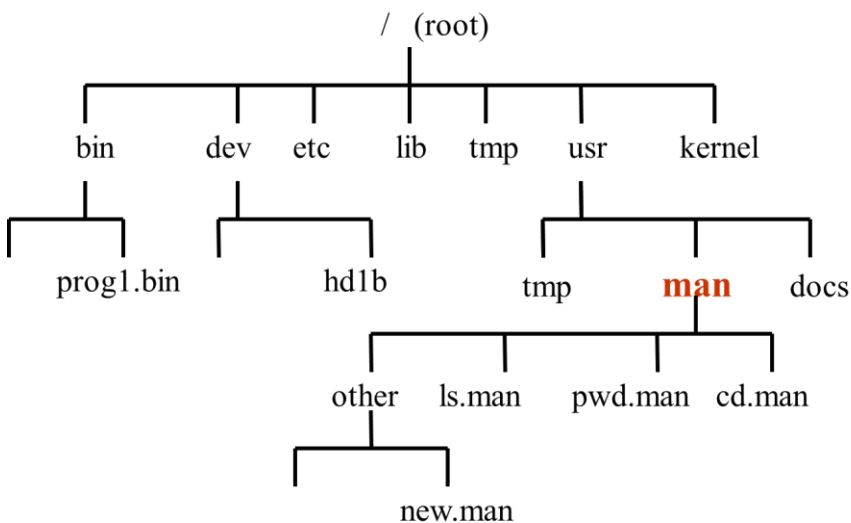 / (root)
bin dev etc lib tmp usr kernel
prog1.bin hd1b tmp man docs
other ls.man pwd.man cd.man
new.man